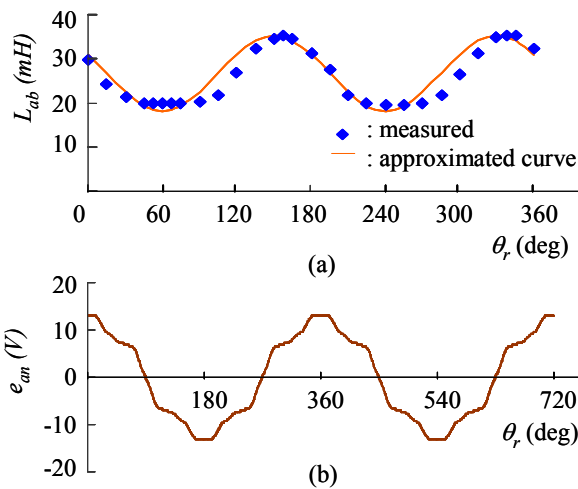 L_ab (mH)
40
30
20
10
: measured
: approximated curve
0
60
120
180
240
300
360
θ_r (deg)
(a)
e_an (V)
20
10
0
-10
-20
180
360
540
720
θ_r (deg)
(b)